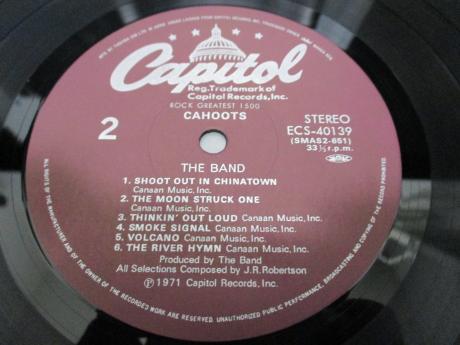 Capitol
Reg. Trademark of
Capitol Records, Inc.
ROCK GREATEST 1500
CAHOOTS
2
STEREO
ECS-40139
(SMAS2-651)
33⅓ r.p.m.
THE BAND
1. SHOOT OUT IN CHINATOWN
Canaan Music, Inc.
2. THE MOON STRUCK ONE
Canaan Music, Inc.
3. THINKIN' OUT LOUD Canaan Music, Inc.
4. SMOKE SIGNAL Canaan Music, Inc.
5. VOLCANO Canaan Music, Inc.
6. THE RIVER HYMN Canaan Music, Inc.
Produced by The Band
All Selections Composed by J.R.Robertson
Ⓟ 1971 Capitol Records, Inc.
ALL RIGHTS OF THE MANUFACTURER AND OF THE OWNER OF THE RECORDED WORK ARE RESERVED. UNAUTHORIZED PUBLIC PERFORMANCE, BROADCASTING AND COPYING OF THE RECORD